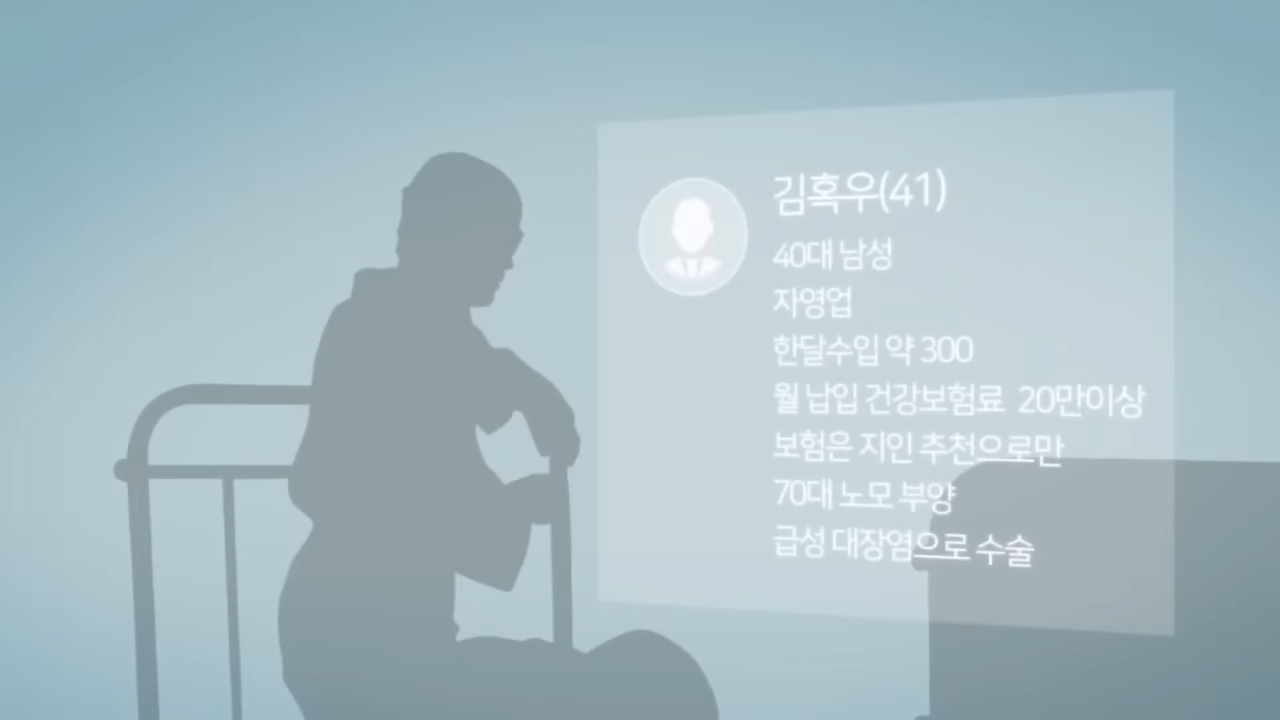 김혹우(41)
40대 남성
자영업
한달수입 약 300
월 납입 건강보험료 20만이상
보험은 지인 추천으로만
70대 노모 부양
급성 대장염으로 수술